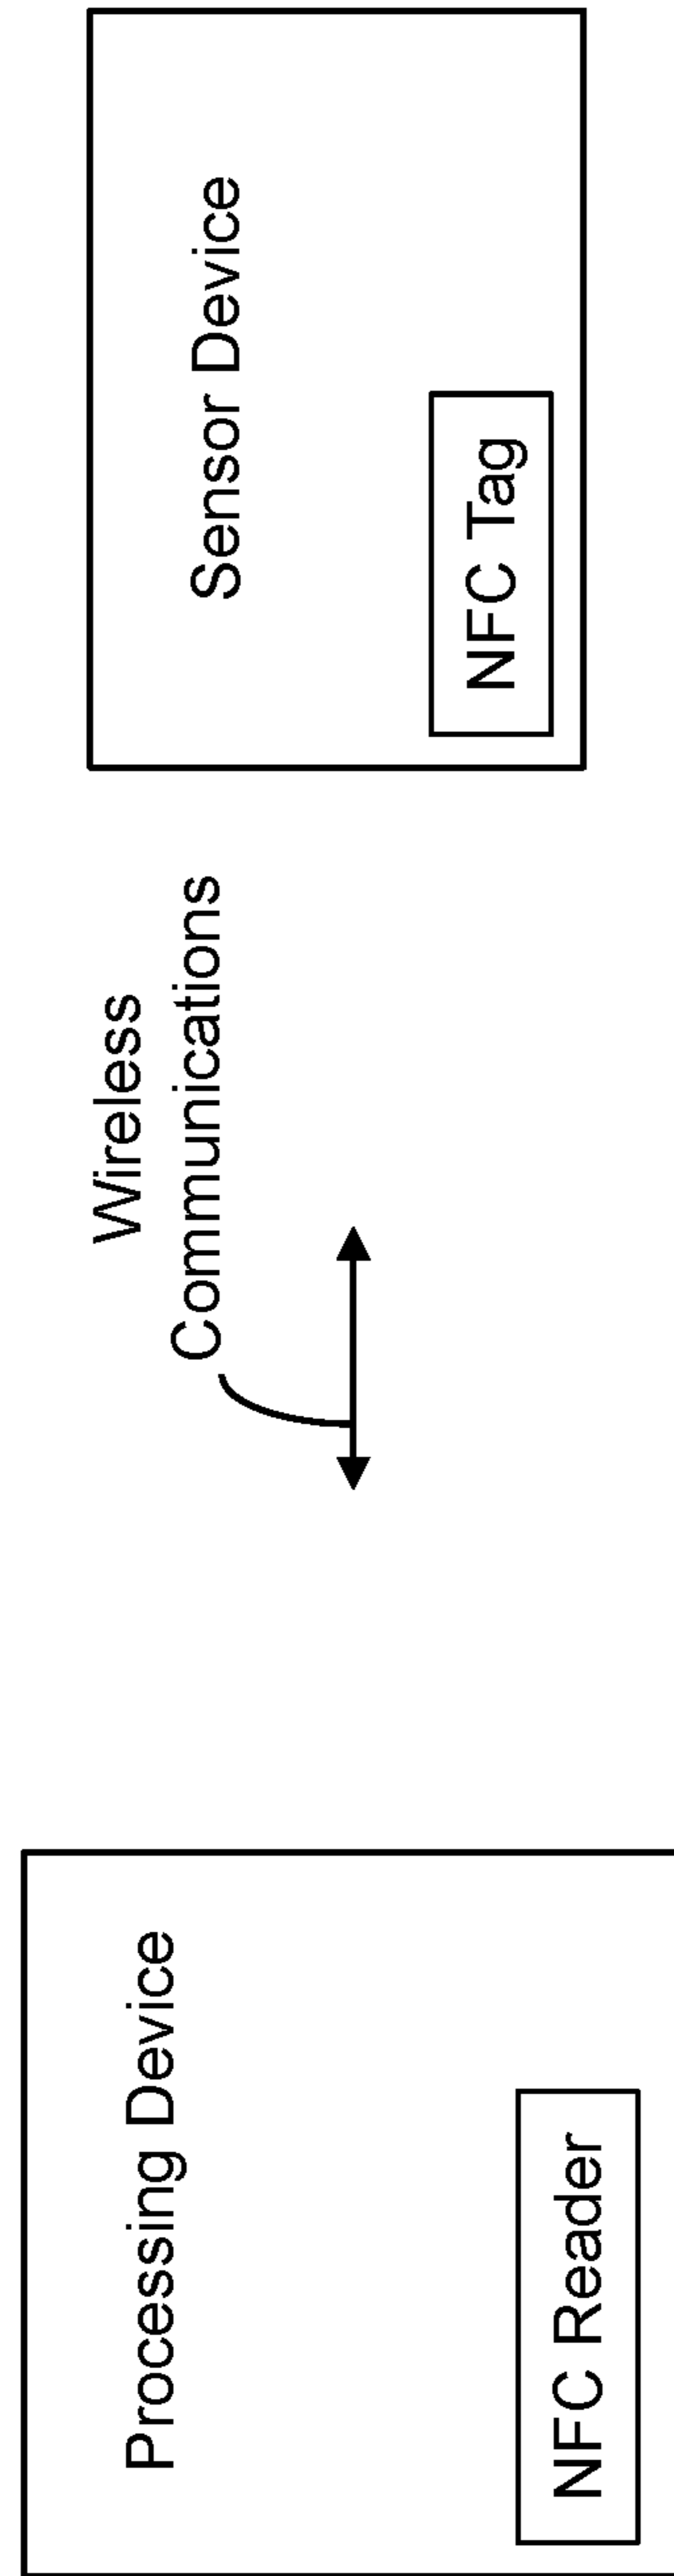 Processing Device
NFC Reader
Wireless
Communications
Sensor Device
NFC Tag